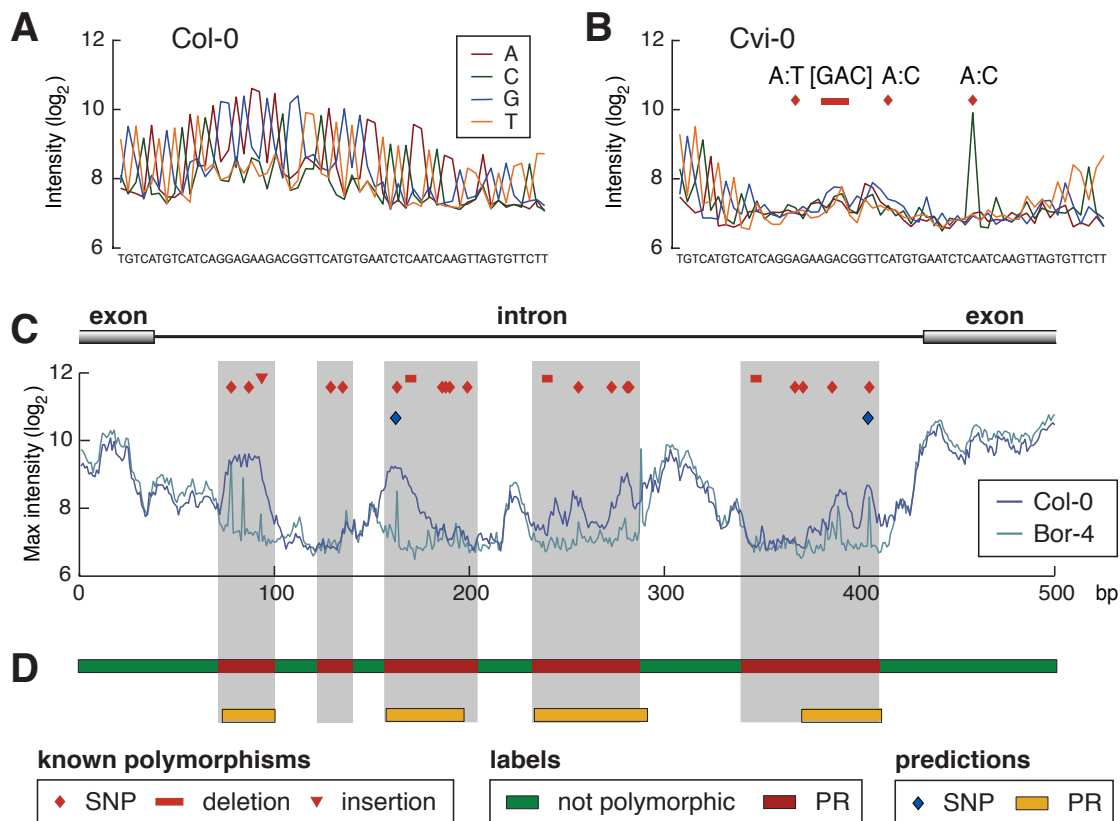 A
Col-0
Intensity (log2)
12
10
8
6
A
C
G
T
TGTCATGTCATCAGGAGAAGACGGTTCATGTGAATCTCAATCAAGTTAGTGTTCTT
B
Cvi-0
Intensity (log2)
12
10
8
6
A:T [GAC] A:C A:C
TGTCATGTCATCAGGAGAAGACGGTTCATGTGAATCTCAATCAAGTTAGTGTTCTT
C
exon intron exon
Max intensity (log2)
12
10
8
6
Col-0
Bor-4
0 100 200 300 400 500 bp
D
known polymorphisms
SNP deletion insertion
labels
not polymorphic PR
predictions
SNP PR